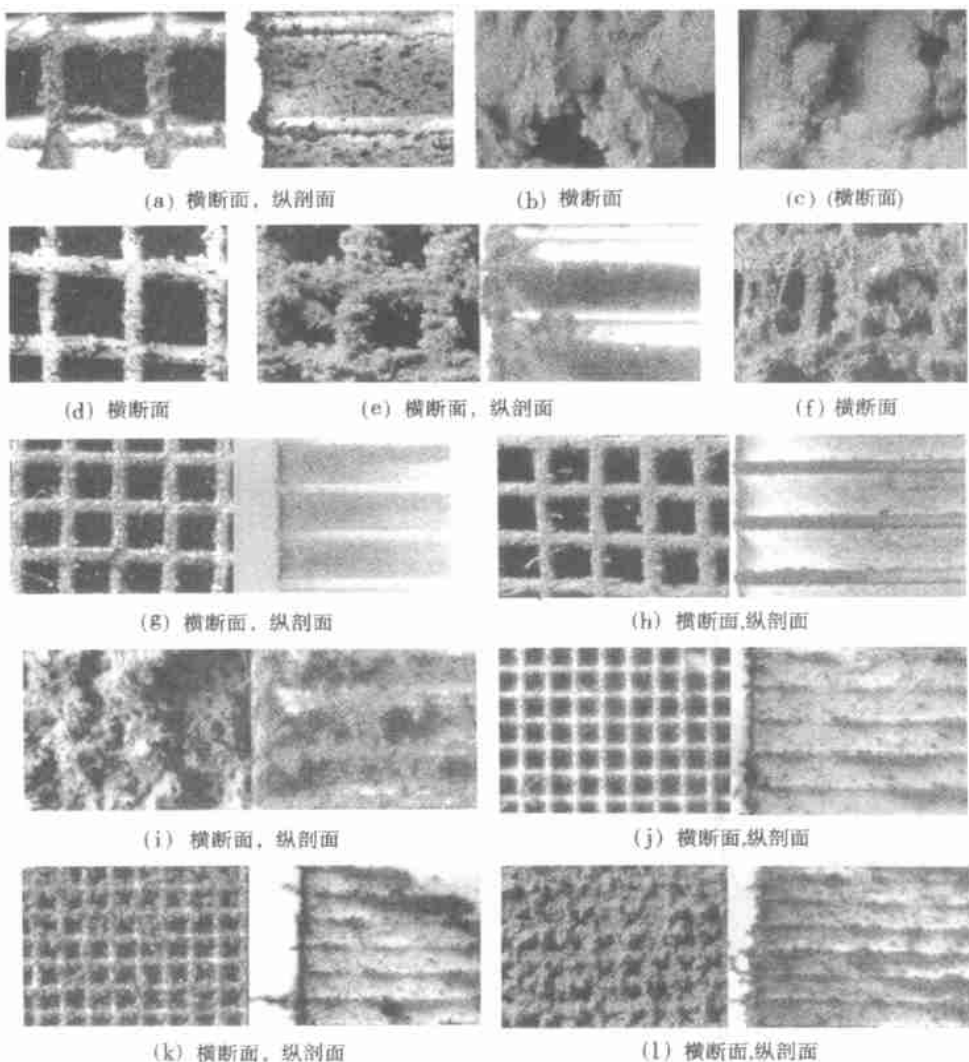 (a) 横断面，纵剖面
(b) 横断面
(c) (横断面)
(d) 横断面
(e) 横断面，纵剖面
(f) 横断面
(g) 横断面，纵剖面
(h) 横断面,纵剖面
(i) 横断面，纵剖面
(j) 横断面,纵剖面
(k) 横断面，纵剖面
(l) 横断面,纵剖面